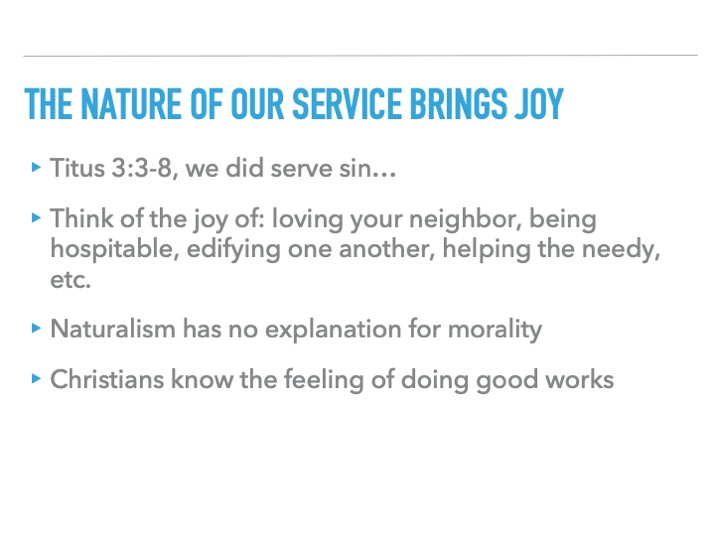 THE NATURE OF OUR SERVICE BRINGS JOY
▸ Titus 3:3-8, we did serve sin…
▸ Think of the joy of: loving your neighbor, being
hospitable, edifying one another, helping the needy,
etc.
▸ Naturalism has no explanation for morality
▸ Christians know the feeling of doing good works